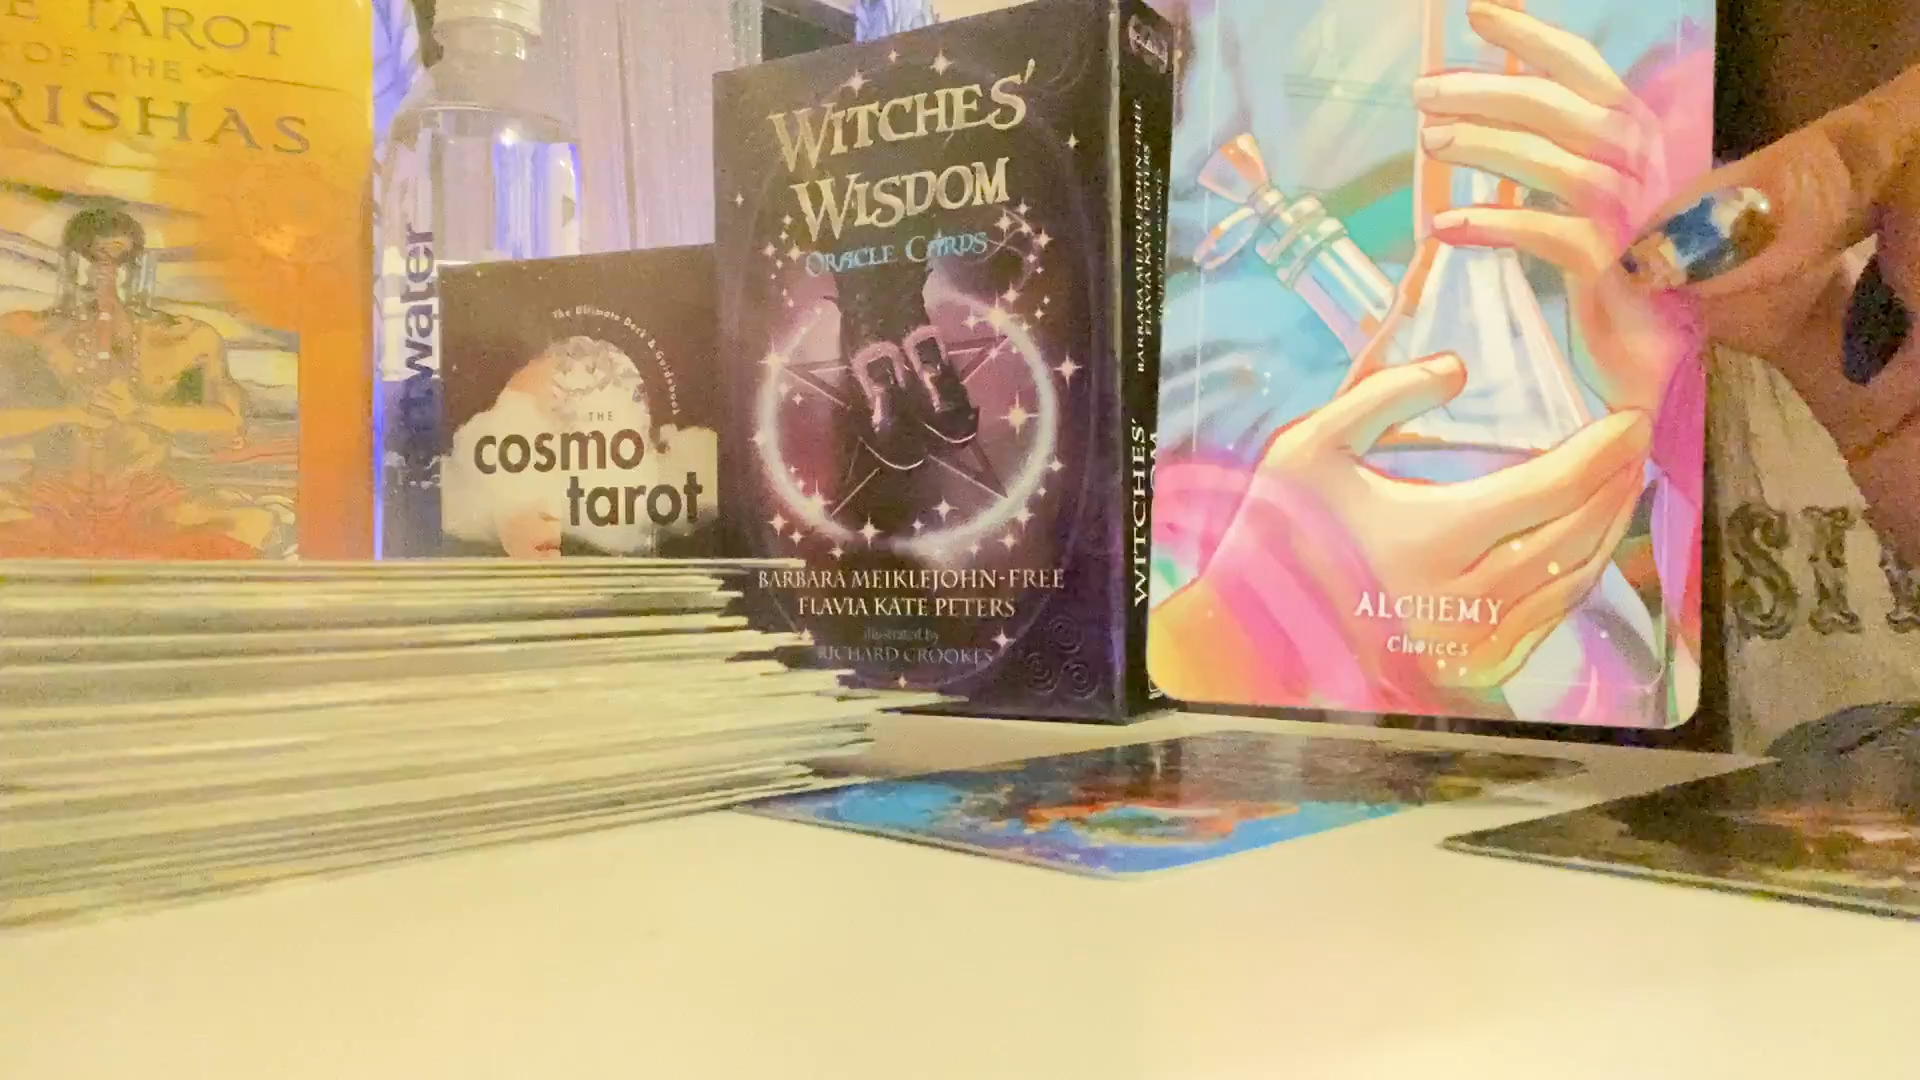 E TAROT
OF THE
RISHAS
water
The Ultimate Deck & Guidebook
THE
cosmo
tarot
WITCHES'
WISDOM
ORACLE CARDS
BARBARA MEIKLEJOHN-FREE
FLAVIA KATE PETERS
illustrated by
RICHARD CROOKES
BARBARA MEIKLEJOHN-FREE
FLAVIA KATE PETERS
WITCHES'
ALCHEMY
Choices